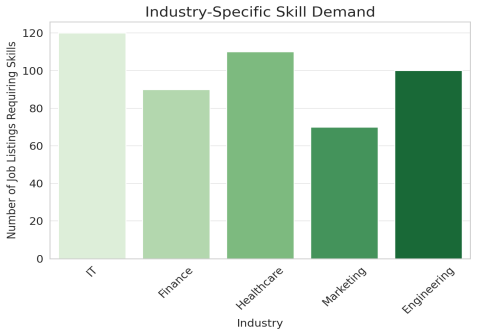 Industry-Specific Skill Demand
Number of Job Listings Requiring Skills
120
100
80
60
40
20
0
IT
Finance
Healthcare
Marketing
Engineering
Industry